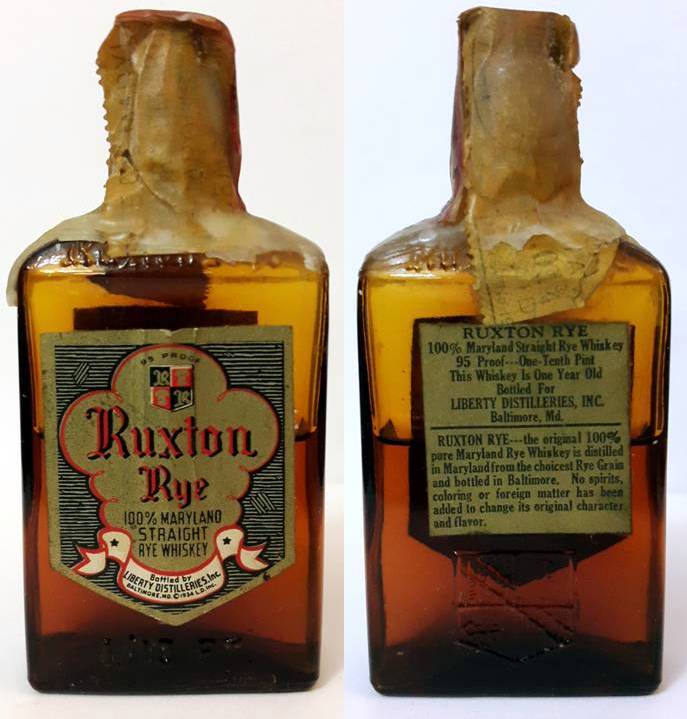 95 PROOF
R
R
Ruxton
Rye
100% MARYLAND
STRAIGHT
RYE WHISKEY
Bottled by
LIBERTY DISTILLERIES, Inc.
BALTIMORE, MD. © 1934 L.D. INC.
RUXTON RYE
100% Maryland Straight Rye Whiskey
95 Proof---One-Tenth Pint
This Whiskey Is One Year Old
Bottled For
LIBERTY DISTILLERIES, INC.
Baltimore, Md.
RUXTON RYE---the original 100%
pure Maryland Rye Whiskey is distilled
in Maryland from the choicest Rye Grain
and bottled in Baltimore. No spirits,
coloring or foreign matter has been
added to change its original character
and flavor.